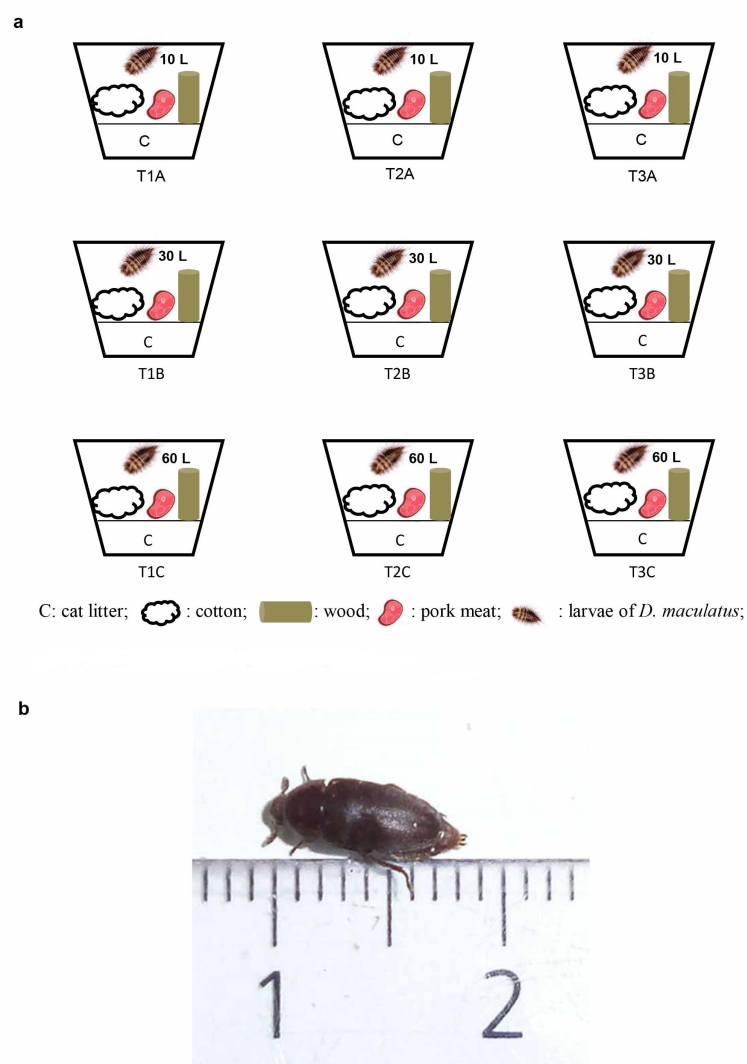 a
10 L 10 L 10 L
C C C
T1A T2A T3A
30 L 30 L 30 L
C C C
T1B T2B T3B
60 L 60 L 60 L
C C C
T1C T2C T3C
C: cat litter; : cotton; : wood; : pork meat; : larvae of D. maculatus;
b
1 2